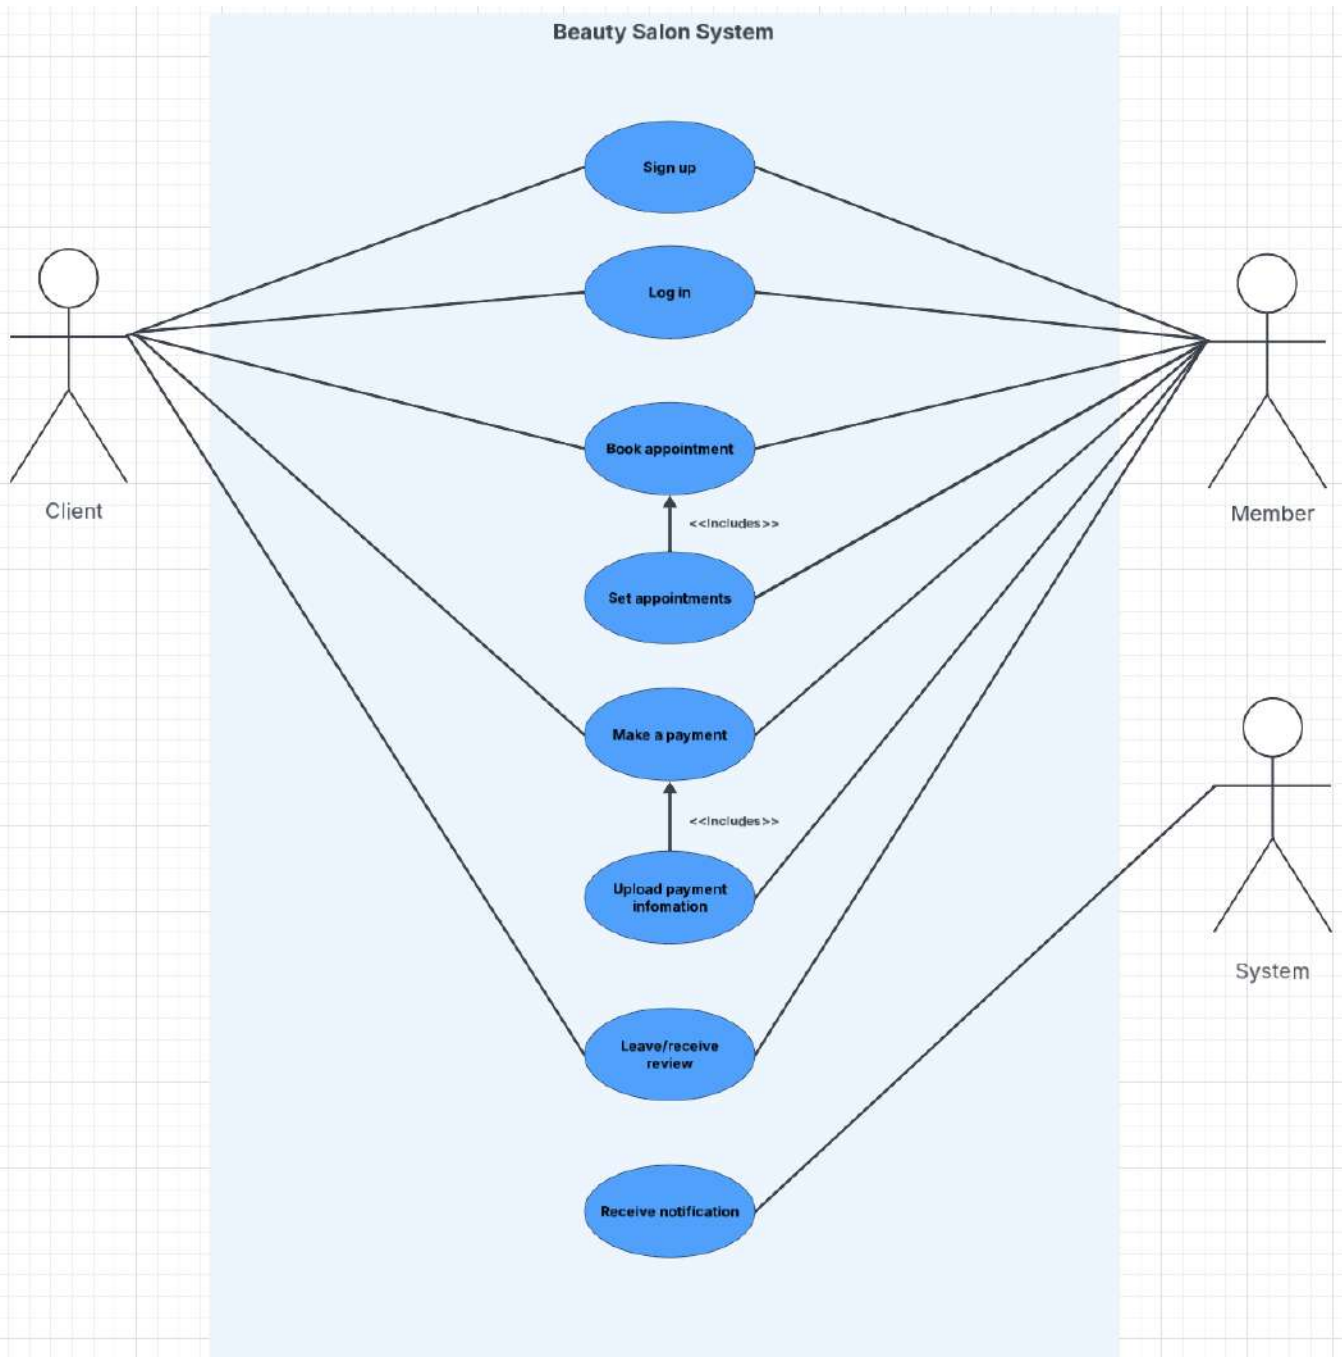 Beauty Salon System
Sign up
Log in
Book appointment
Client
Member
<<Includes>>
Set appointments
Make a payment
<<Includes>>
Upload payment
infomation
System
Leave/receive
review
Receive notification